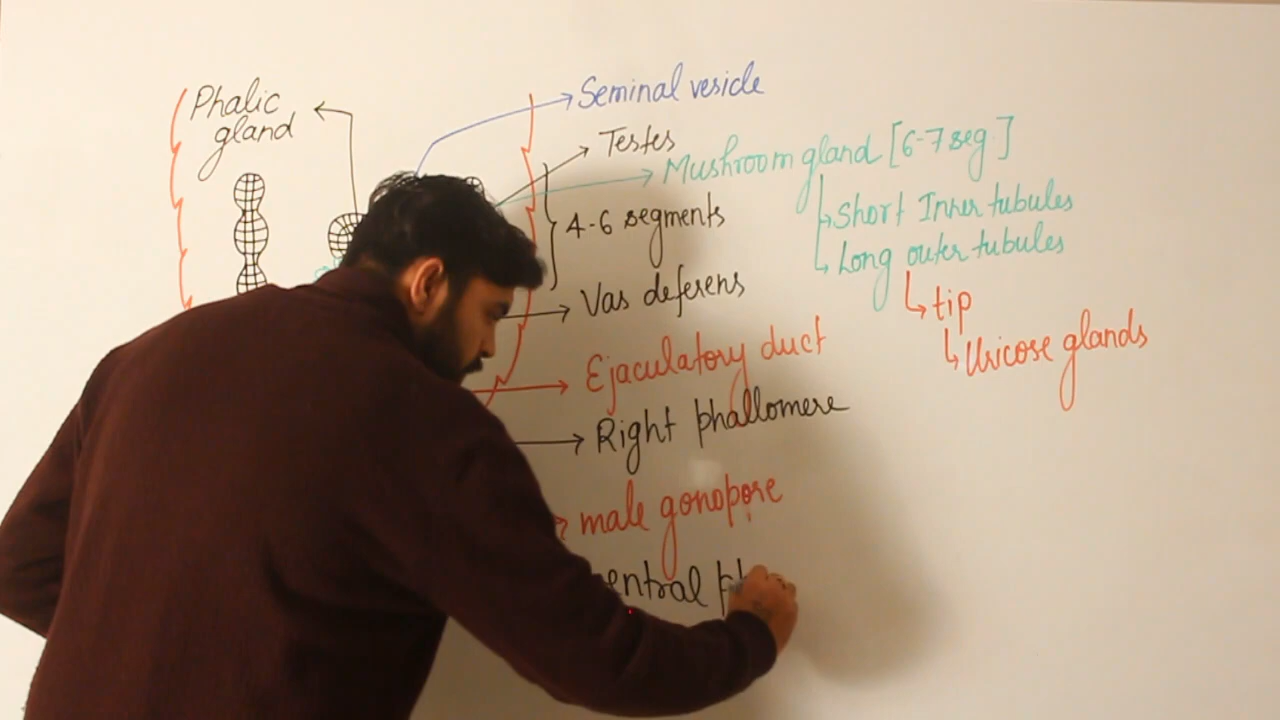 Phalic
gland
Seminal vesicle
Testes
Mushroom gland [6-7 seg.]
Short Inner tubules
Long outer tubules
tip
Uricose glands
4-6 segments
Vas deferens
Ejaculatory duct
Right phallomere
male gonopore
entral